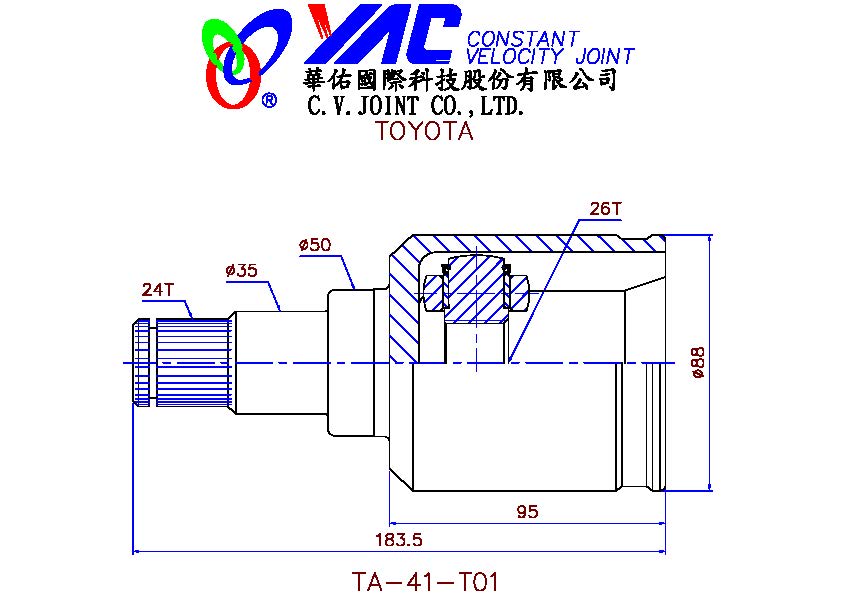 YAC CONSTANT
VELOCITY JOINT
®
華佑國際科技股份有限公司
C.V.JOINT CO.,LTD.
TOYOTA
26T
ø50
ø35
24T
ø88
95
183.5
TA-41-T01